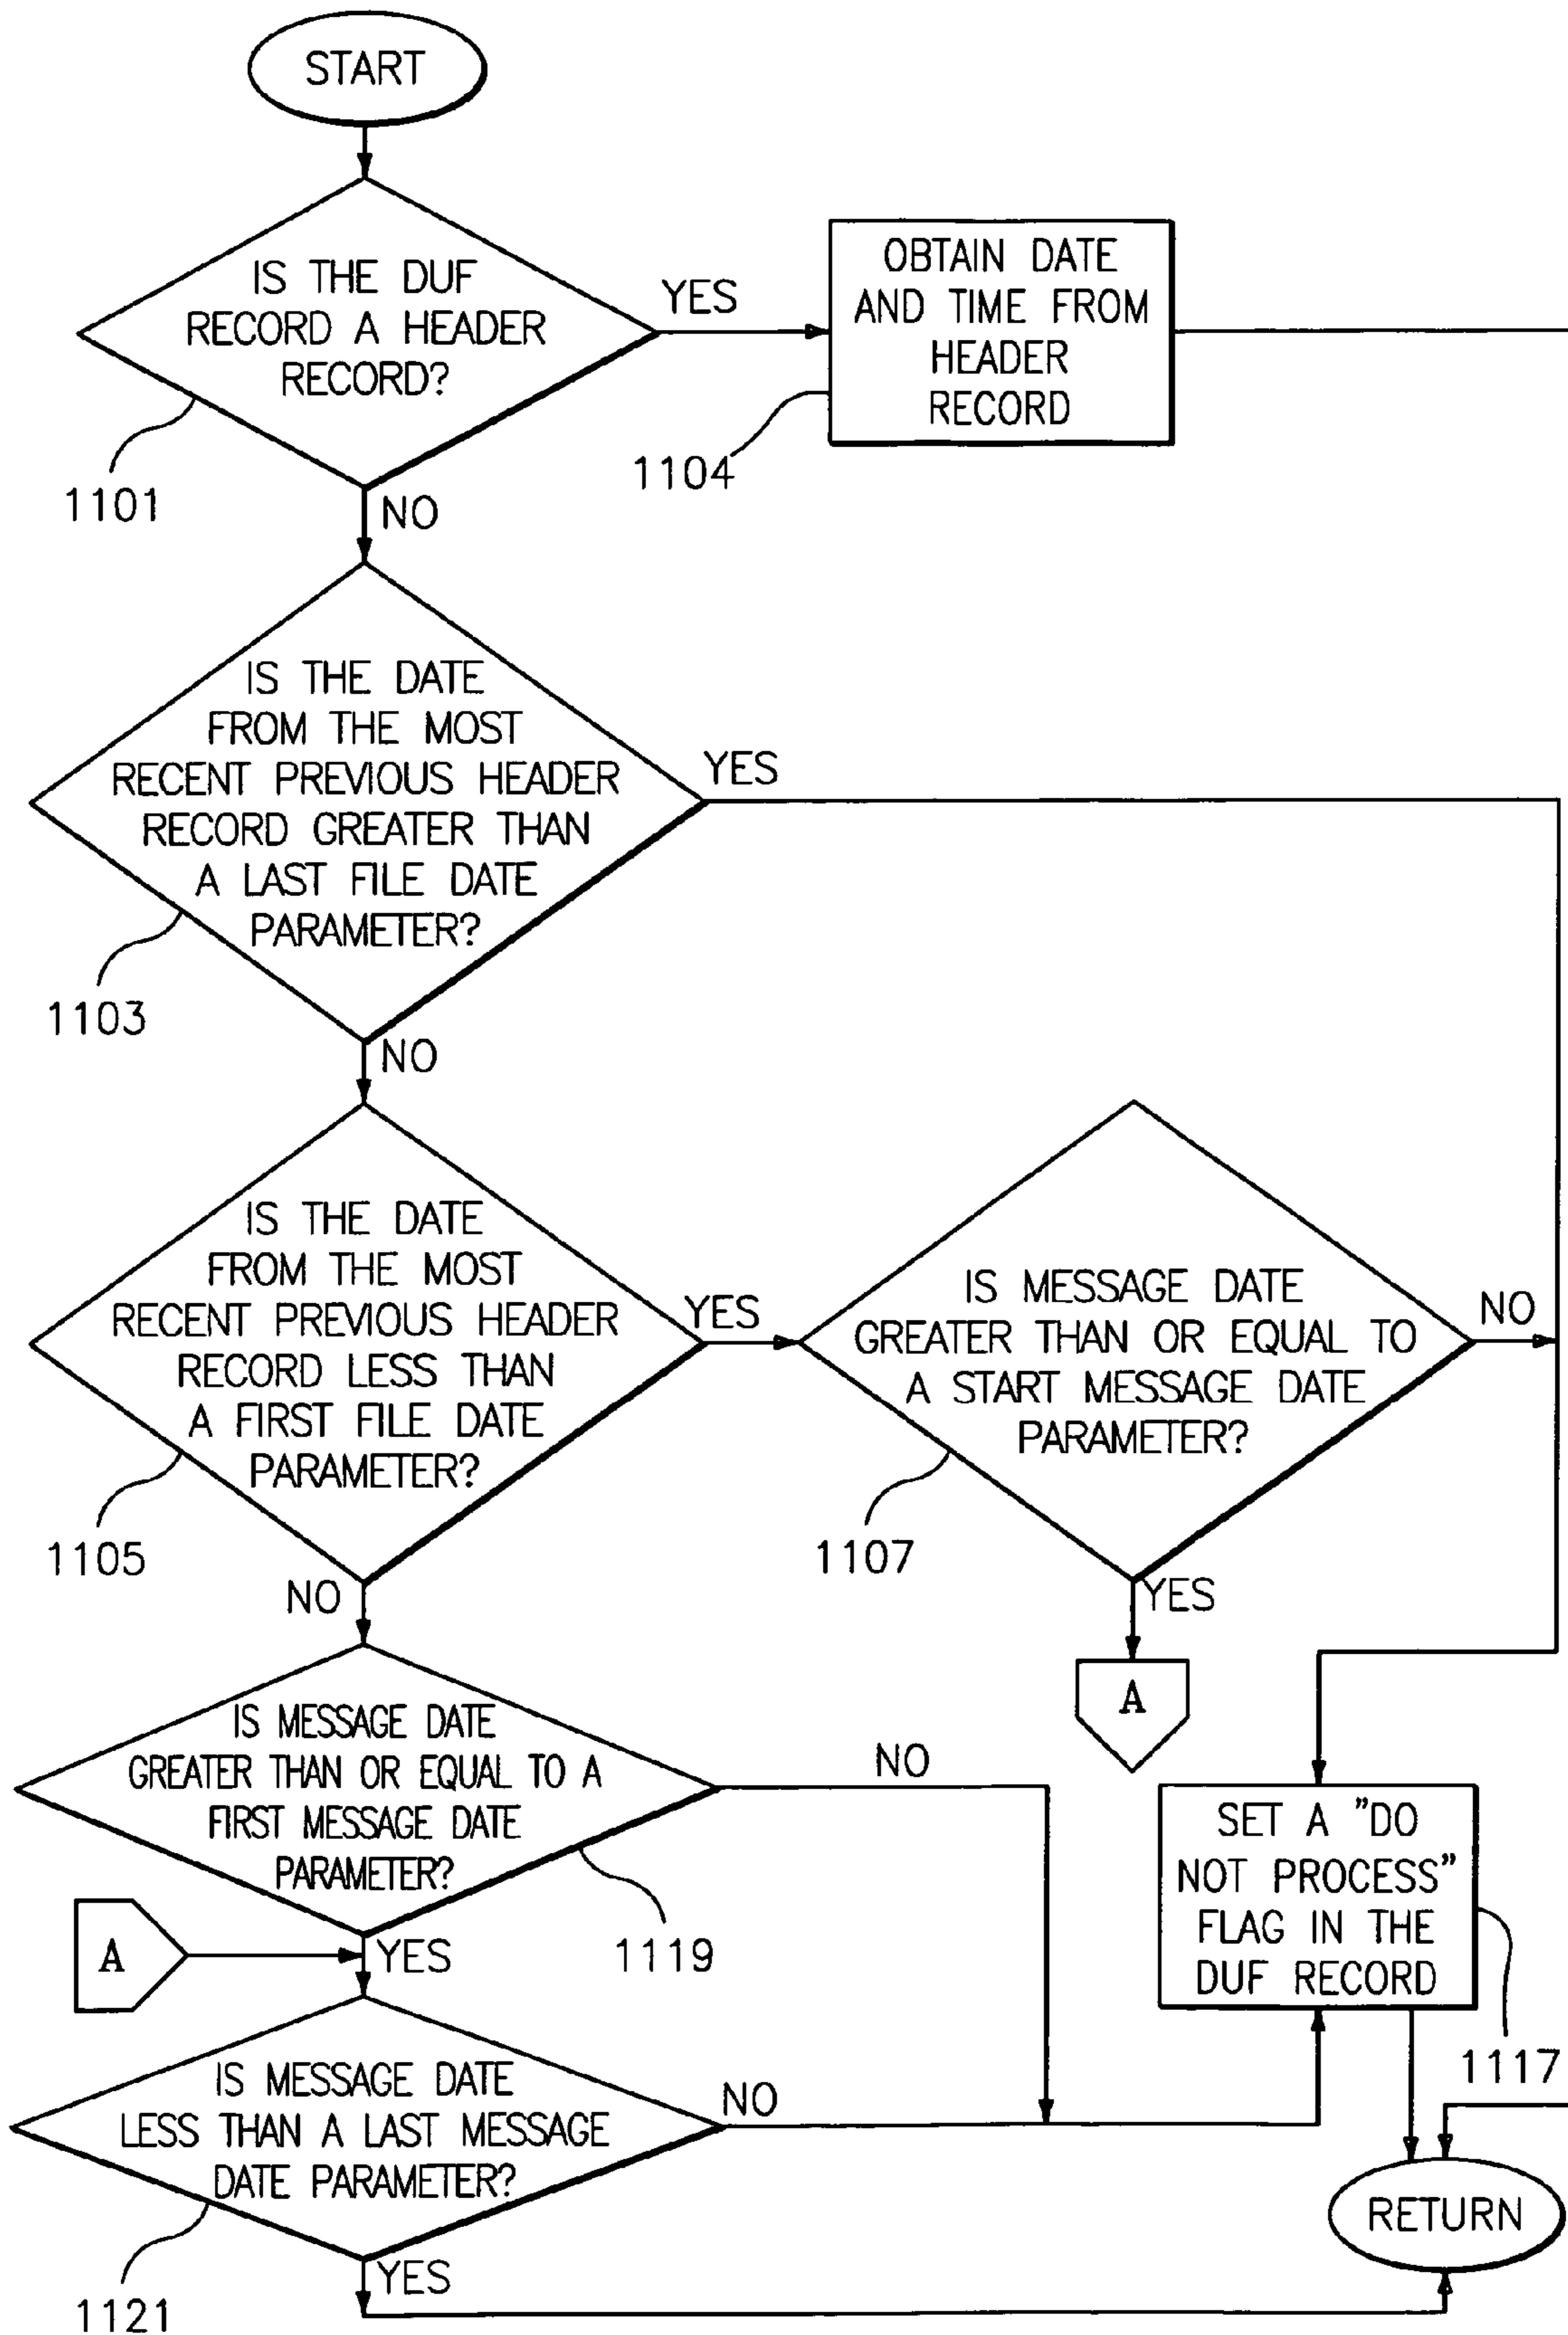 START
IS THE DUF
RECORD A HEADER
RECORD?
YES
OBTAIN DATE
AND TIME FROM
HEADER
RECORD
1104
1101
NO
IS THE DATE
FROM THE MOST
RECENT PREVIOUS HEADER
RECORD GREATER THAN
A LAST FILE DATE
PARAMETER?
YES
1103
NO
IS THE DATE
FROM THE MOST
RECENT PREVIOUS HEADER
RECORD LESS THAN
A FIRST FILE DATE
PARAMETER?
YES
1105
NO
IS MESSAGE DATE
GREATER THAN OR EQUAL TO
A START MESSAGE DATE
PARAMETER?
NO
1107
YES
A
IS MESSAGE DATE
GREATER THAN OR EQUAL TO A
FIRST MESSAGE DATE
PARAMETER?
NO
1119
A
YES
SET A "DO
NOT PROCESS"
FLAG IN THE
DUF RECORD
1117
IS MESSAGE DATE
LESS THAN A LAST MESSAGE
DATE PARAMETER?
NO
1121
YES
RETURN